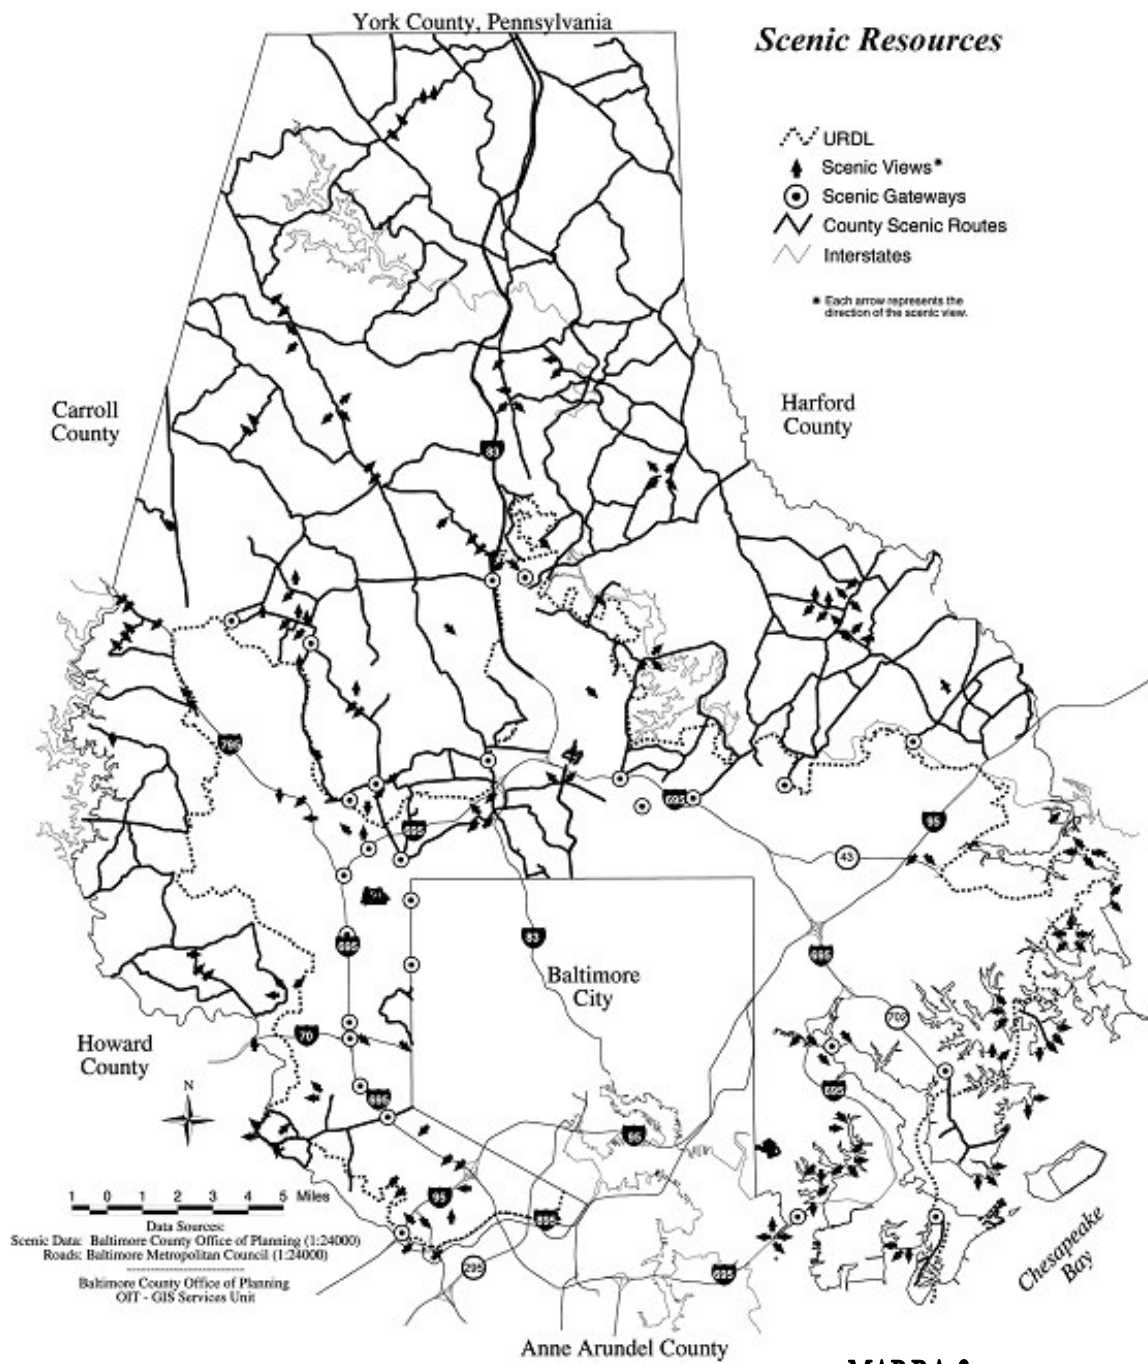 York County, Pennsylvania
Scenic Resources
URDL
Scenic Views*
Scenic Gateways
County Scenic Routes
Interstates
* Each arrow represents the
direction of the scenic view.
Carroll
County
Harford
County
83
795
695
695
95
43
695
83
695
Baltimore
City
702
Howard
County
70
N
695
695
95
95
695
295
695
1 0 1 2 3 4 5 Miles
Data Sources:
Scenic Data: Baltimore County Office of Planning (1:24000)
Roads: Baltimore Metropolitan Council (1:24000)
Baltimore County Office of Planning
OIT - GIS Services Unit
Chesapeake
Bay
Anne Arundel County